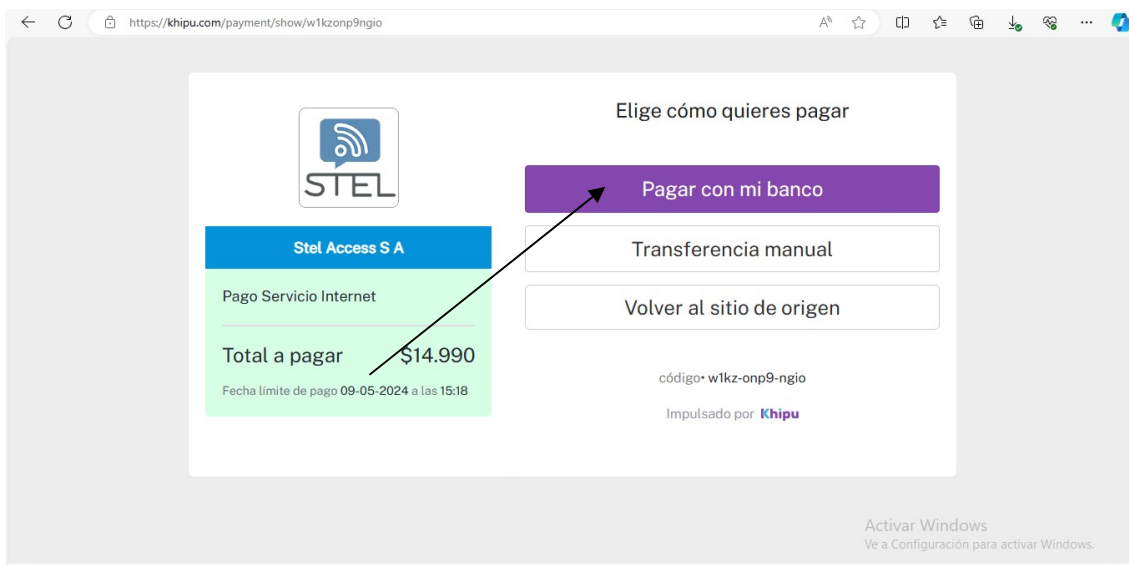 https://khipu.com/payment/show/w1kzonp9ngio
STEL
Stel Access S A
Pago Servicio Internet
Total a pagar $14.990
Fecha límite de pago 09-05-2024 a las 15:18
Elige cómo quieres pagar
Pagar con mi banco
Transferencia manual
Volver al sitio de origen
código• w1kz-onp9-ngio
Impulsado por Khipu
Activar Windows
Ve a Configuración para activar Windows.